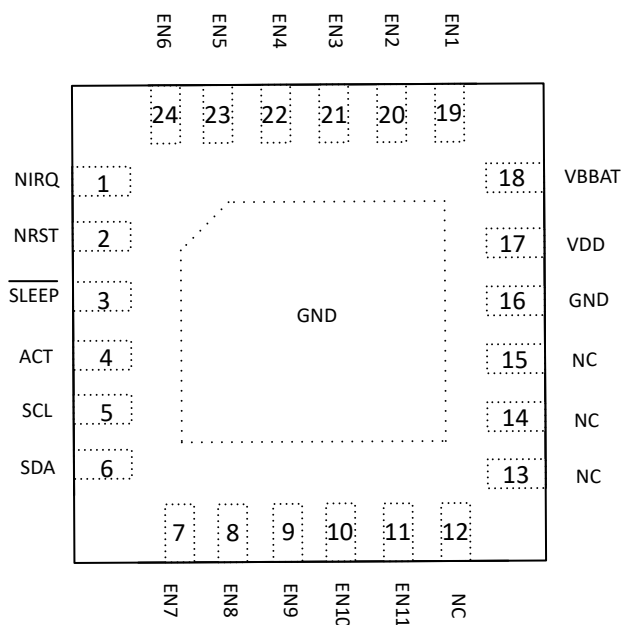 EN6 EN5 EN4 EN3 EN2 EN1
24 23 22 21 20 19
NIRQ 1
NRST 2
SLEEP 3
ACT 4
SCL 5
SDA 6
GND
18 VBBAT
17 VDD
16 GND
15 NC
14 NC
13 NC
7 8 9 10 11 12
EN7 EN8 EN9 EN10 EN11 NC